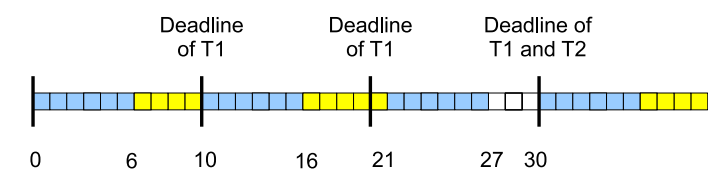 Deadline
of T1
Deadline
of T1
Deadline of
T1 and T2
0 6 10 16 21 27 30